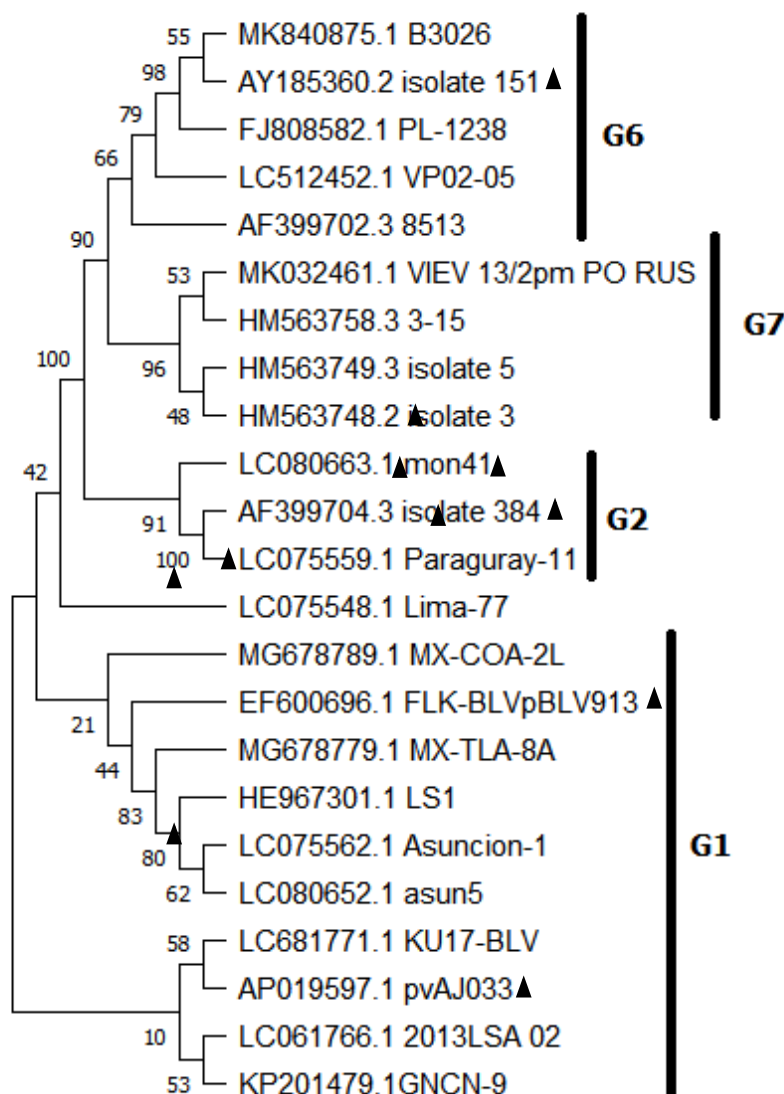 55
MK840875.1 B3026
98
AY185360.2 isolate 151
79
FJ808582.1 PL-1238
G6
66
LC512452.1 VP02-05
AF399702.3 8513
90
53
MK032461.1 VIEV 13/2pm PO RUS
HM563758.3 3-15
G7
100
96
HM563749.3 isolate 5
48
HM563748.2 isolate 3
42
LC080663.1 mon41
91
AF399704.3 isolate 384
G2
100
LC075559.1 Paraguray-11
LC075548.1 Lima-77
MG678789.1 MX-COA-2L
21
EF600696.1 FLK-BLVpBLV913
44
MG678779.1 MX-TLA-8A
83
HE967301.1 LS1
80
LC075562.1 Asuncion-1
G1
62
LC080652.1 asun5
58
LC681771.1 KU17-BLV
AP019597.1 pvAJ033
10
LC061766.1 2013LSA 02
53
KP201479.1GNCN-9